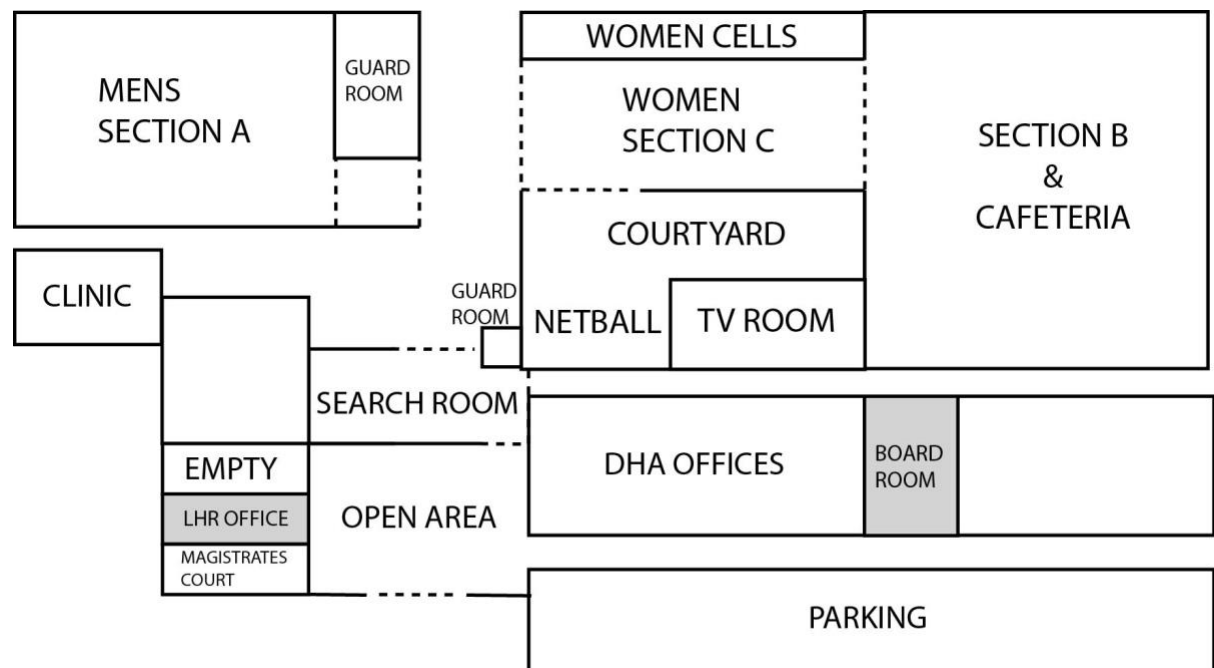 MENS
SECTION A
GUARD
ROOM
WOMEN CELLS
WOMEN
SECTION C
SECTION B
&
CAFETERIA
COURTYARD
CLINIC
GUARD
ROOM
NETBALL
TV ROOM
SEARCH ROOM
EMPTY
LHR OFFICE
MAGISTRATES
COURT
OPEN AREA
DHA OFFICES
BOARD
ROOM
PARKING